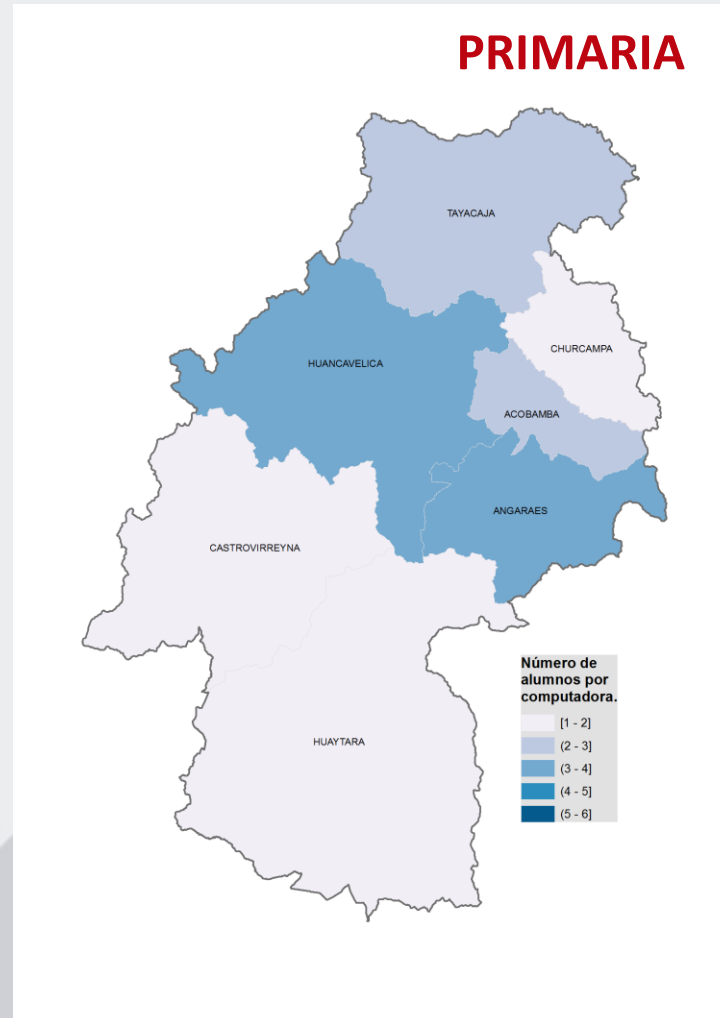 PRIMARIA
TAYACAJA
CHURCAMPA
HUANCAVELICA
ACOBAMBA
ANGARAES
CASTROVIRREYNA
HUAYTARA
Número de
alumnos por
computadora.
[1 - 2]
(2 - 3]
(3 - 4]
(4 - 5]
(5 - 6]